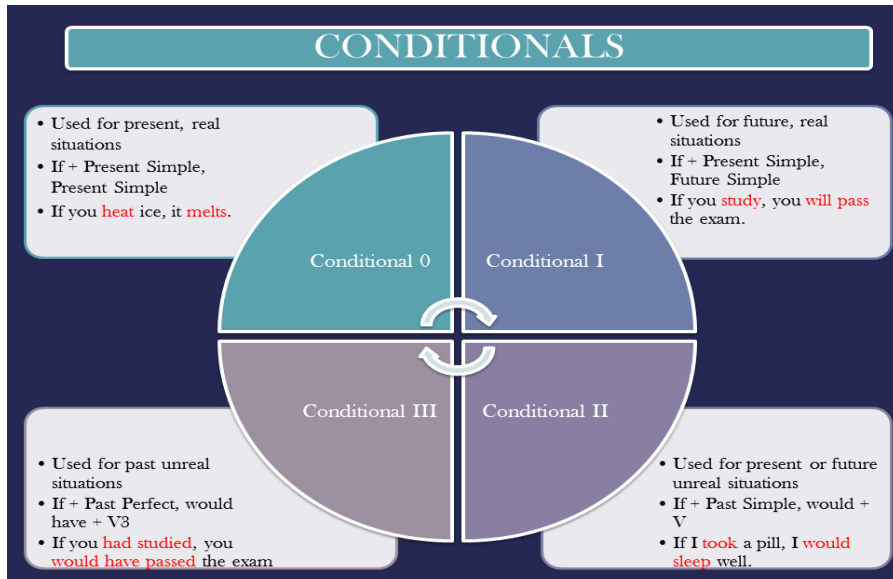 CONDITIONALS
• Used for present, real
situations
• If + Present Simple,
Present Simple
• If you heat ice, it melts.
• Used for future, real
situations
• If + Present Simple,
Future Simple
• If you study, you will pass
the exam.
Conditional 0
Conditional I
Conditional III
Conditional II
• Used for past unreal
situations
• If + Past Perfect, would
have + V3
• If you had studied, you
would have passed the exam
• Used for present or future
unreal situations
• If + Past Simple, would +
V
• If I took a pill, I would
sleep well.